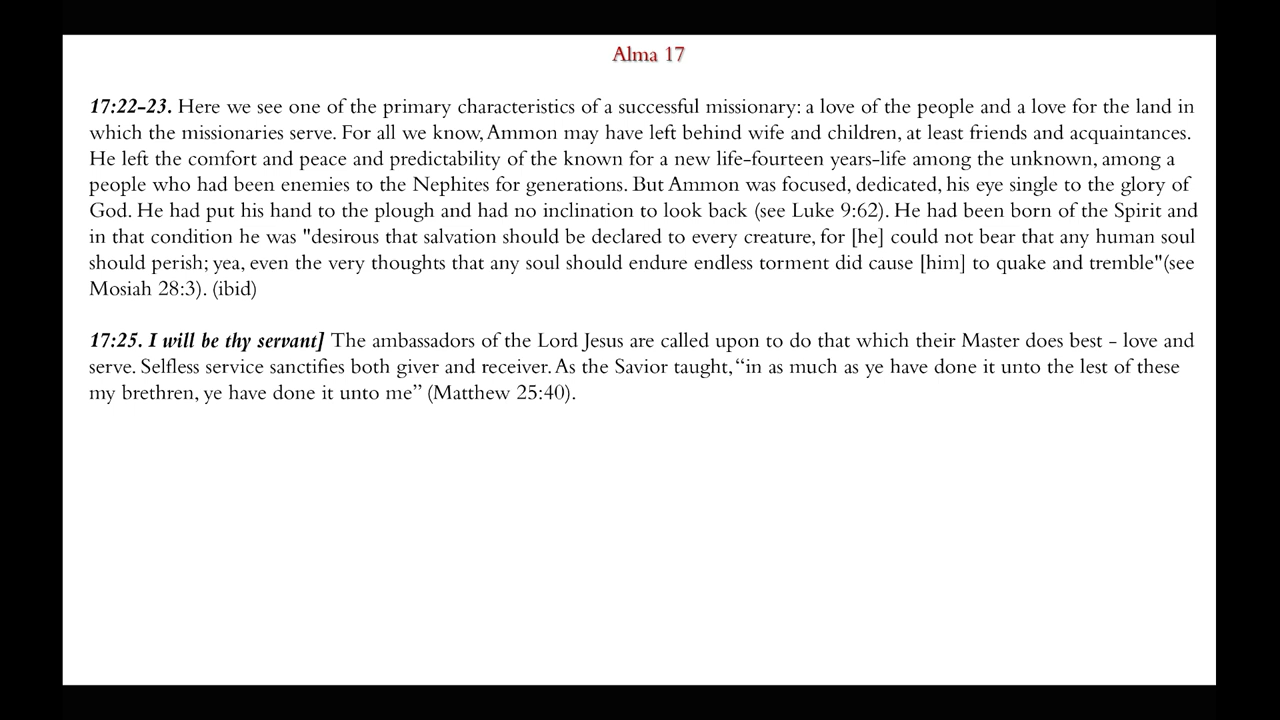 Alma 17
17:22-23. Here we see one of the primary characteristics of a successful missionary: a love of the people and a love for the land in
which the missionaries serve. For all we know, Ammon may have left behind wife and children, at least friends and acquaintances.
He left the comfort and peace and predictability of the known for a new life-fourteen years-life among the unknown, among a
people who had been enemies to the Nephites for generations. But Ammon was focused, dedicated, his eye single to the glory of
God. He had put his hand to the plough and had no inclination to look back (see Luke 9:62). He had been born of the Spirit and
in that condition he was "desirous that salvation should be declared to every creature, for [he] could not bear that any human soul
should perish; yea, even the very thoughts that any soul should endure endless torment did cause [him] to quake and tremble"(see
Mosiah 28:3). (ibid)
17:25. I will be thy servant] The ambassadors of the Lord Jesus are called upon to do that which their Master does best - love and
serve. Selfless service sanctifies both giver and receiver. As the Savior taught, “in as much as ye have done it unto the lest of these
my brethren, ye have done it unto me” (Matthew 25:40).